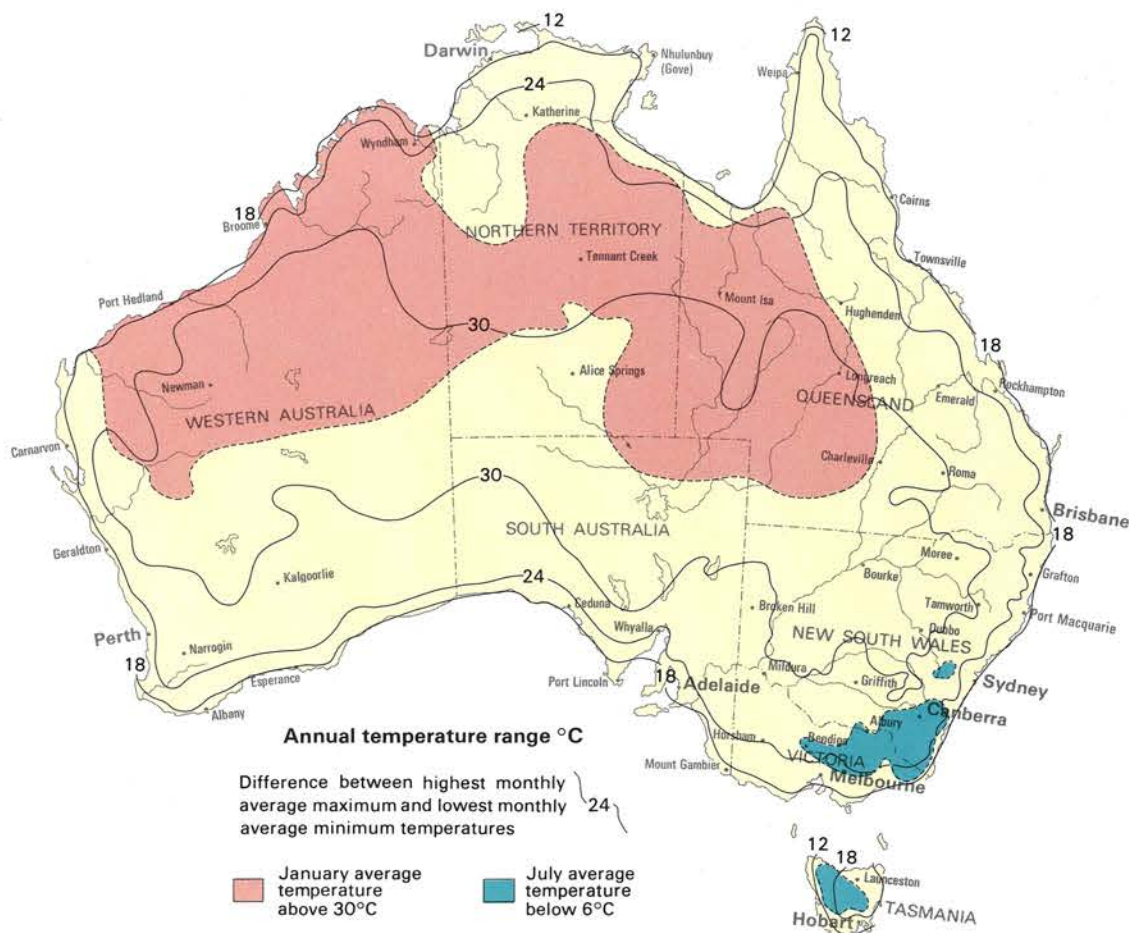 12
Darwin
Nhulunbuy
(Gove)
12
Weipa
24
Katherine
Wyndham
18
Broome
Cairns
NORTHERN TERRITORY
Tennant Creek
Townsville
Port Hedland
Mount Isa
Hughenden
30
18
Newman
Alice Springs
Longreach
Rockhampton
WESTERN AUSTRALIA
QUEENSLAND
Emerald
Carnarvon
Charleville
Roma
30
Brisbane
SOUTH AUSTRALIA
18
Geraldton
Moree
Kalgoorlie
Bourke
Grafton
24
Ceduna
Broken Hill
Tamworth
Port Macquarie
Perth
Whyalla
Dubbo
NEW SOUTH WALES
Narrogin
18
Esperance
Port Lincoln
18
Adelaide
Mildura
Griffith
Sydney
Albany
Canberra
Albury
Annual temperature range °C
Horsham
Bendigo
VICTORIA
Mount Gambier
Melbourne
Difference between highest monthly
average maximum and lowest monthly
average minimum temperatures
24
12
18
January average
temperature
above 30°C
July average
temperature
below 6°C
Launceston
TASMANIA
Hobart